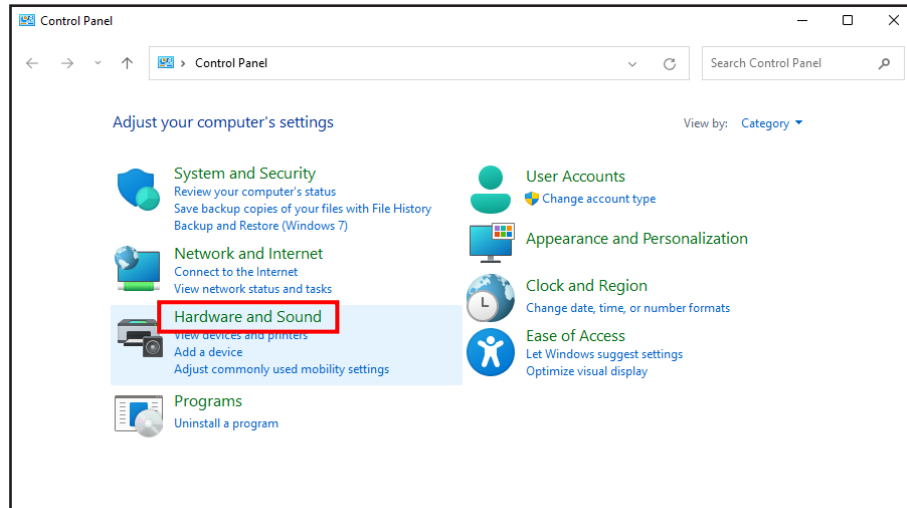 Control Panel
Control Panel
Search Control Panel
Adjust your computer's settings
View by: Category
System and Security
Review your computer's status
Save backup copies of your files with File History
Backup and Restore (Windows 7)
Network and Internet
Connect to the Internet
View network status and tasks
Hardware and Sound
View devices and printers
Add a device
Adjust commonly used mobility settings
Programs
Uninstall a program
User Accounts
Change account type
Appearance and Personalization
Clock and Region
Change date, time, or number formats
Ease of Access
Let Windows suggest settings
Optimize visual display